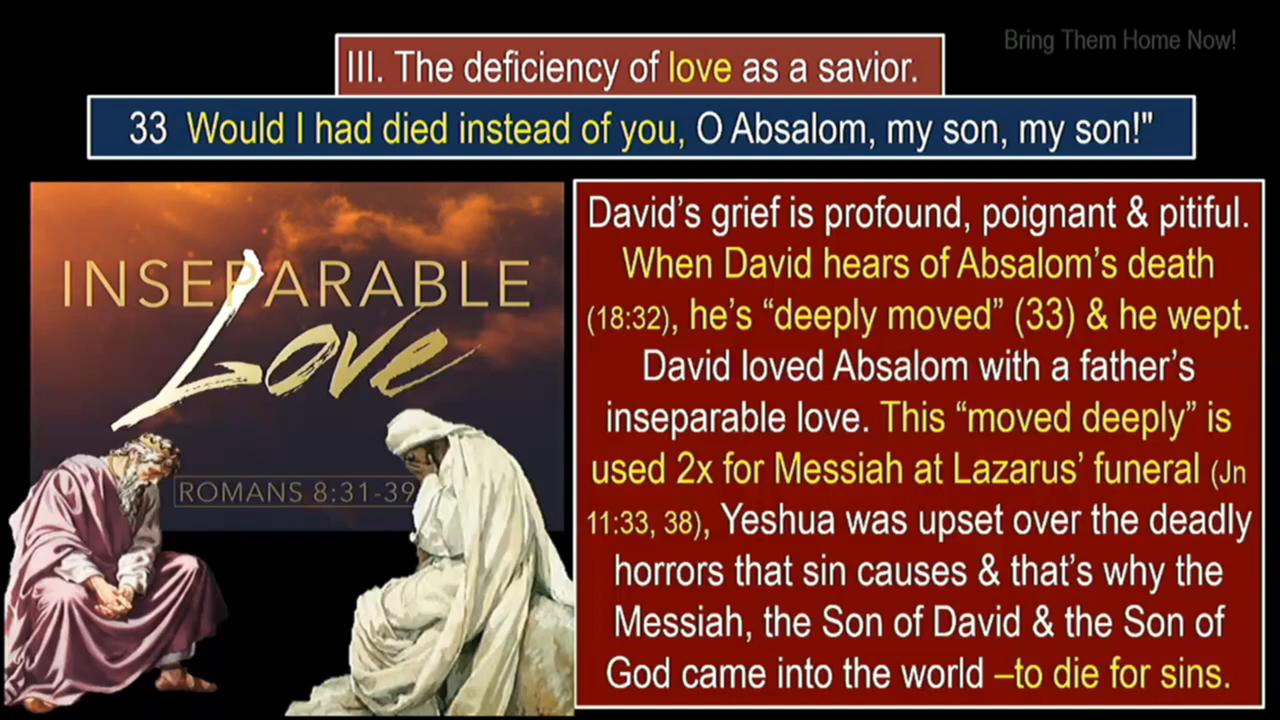 Bring Them Home Now!
III. The deficiency of love as a savior.
33 Would I had died instead of you, O Absalom, my son, my son!"
INSEPARABLE
Love
ROMANS 8:31-39
David’s grief is profound, poignant & pitiful.
When David hears of Absalom’s death
(18:32), he’s “deeply moved” (33) & he wept.
David loved Absalom with a father’s
inseparable love. This “moved deeply” is
used 2x for Messiah at Lazarus’ funeral (Jn
11:33, 38), Yeshua was upset over the deadly
horrors that sin causes & that’s why the
Messiah, the Son of David & the Son of
God came into the world –to die for sins.